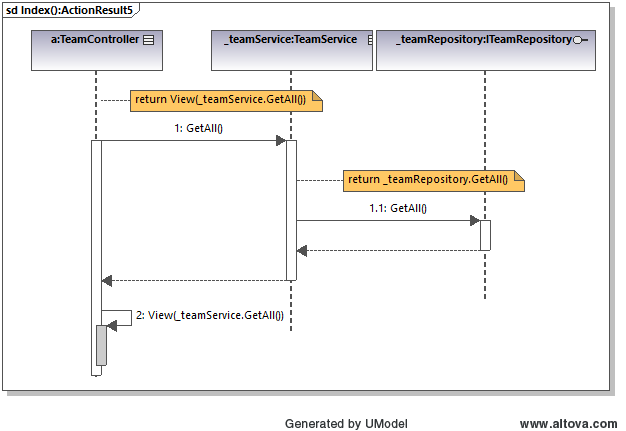 sd Index():ActionResult5
a:TeamController
_teamService:TeamService
_teamRepository:ITeamRepository
return View(_teamService.GetAll())
1: GetAll()
return _teamRepository.GetAll()
1.1: GetAll()
2: View(_teamService.GetAll())
Generated by UModel
www.altova.com